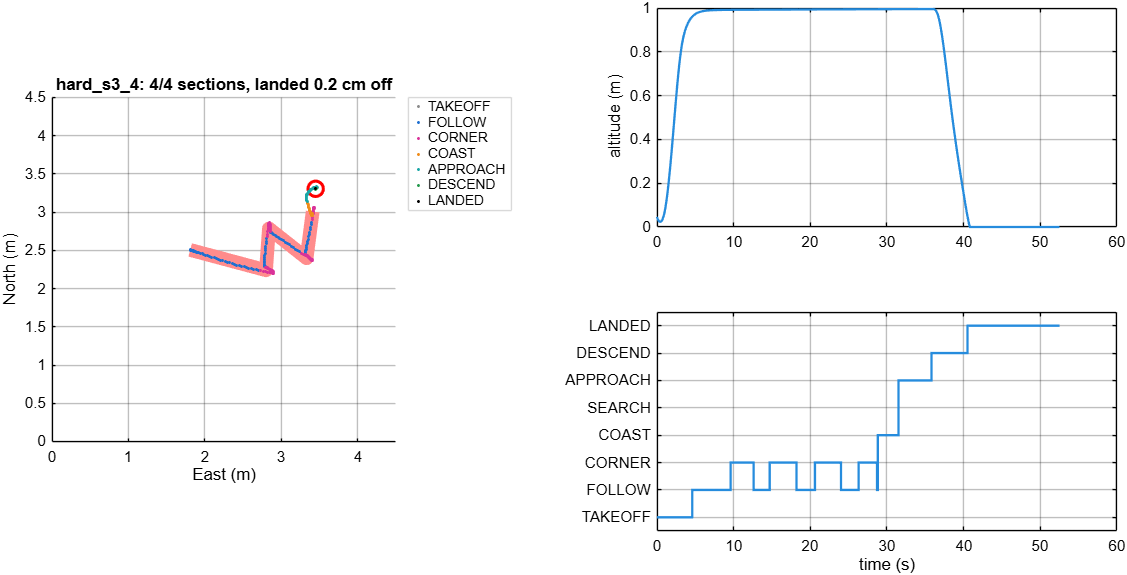 hard_s3_4: 4/4 sections, landed 0.2 cm off
4.5
4
3.5
3
2.5
2
1.5
1
0.5
0
0 1 2 3 4
East (m)
North (m)
TAKEOFF
FOLLOW
CORNER
COAST
APPROACH
DESCEND
LANDED
1
0.8
0.6
0.4
0.2
0
altitude (m)
0 10 20 30 40 50 60
LANDED
DESCEND
APPROACH
SEARCH
COAST
CORNER
FOLLOW
TAKEOFF
0 10 20 30 40 50 60
time (s)